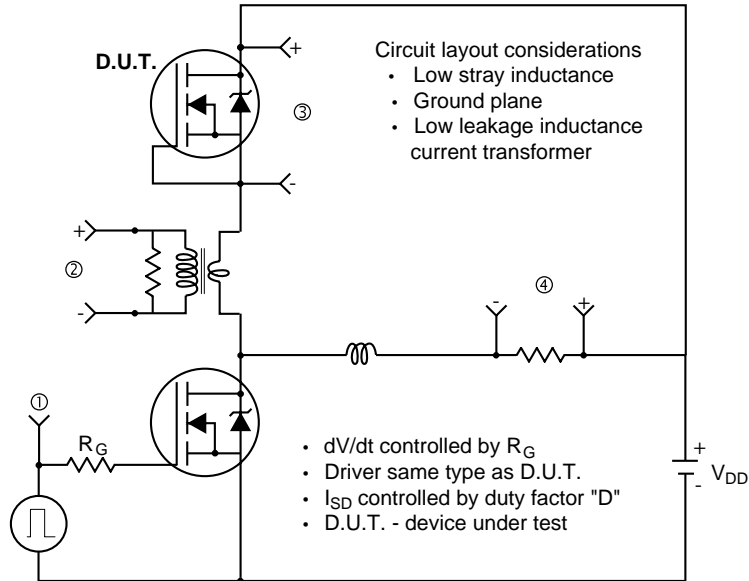 D.U.T.
+
-
③
Circuit layout considerations
• Low stray inductance
• Ground plane
• Low leakage inductance
current transformer
+
②
-
-
④
+
①
R_G
• dV/dt controlled by R_G
• Driver same type as D.U.T.
• I_SD controlled by duty factor "D"
• D.U.T. - device under test
+
-
V_DD